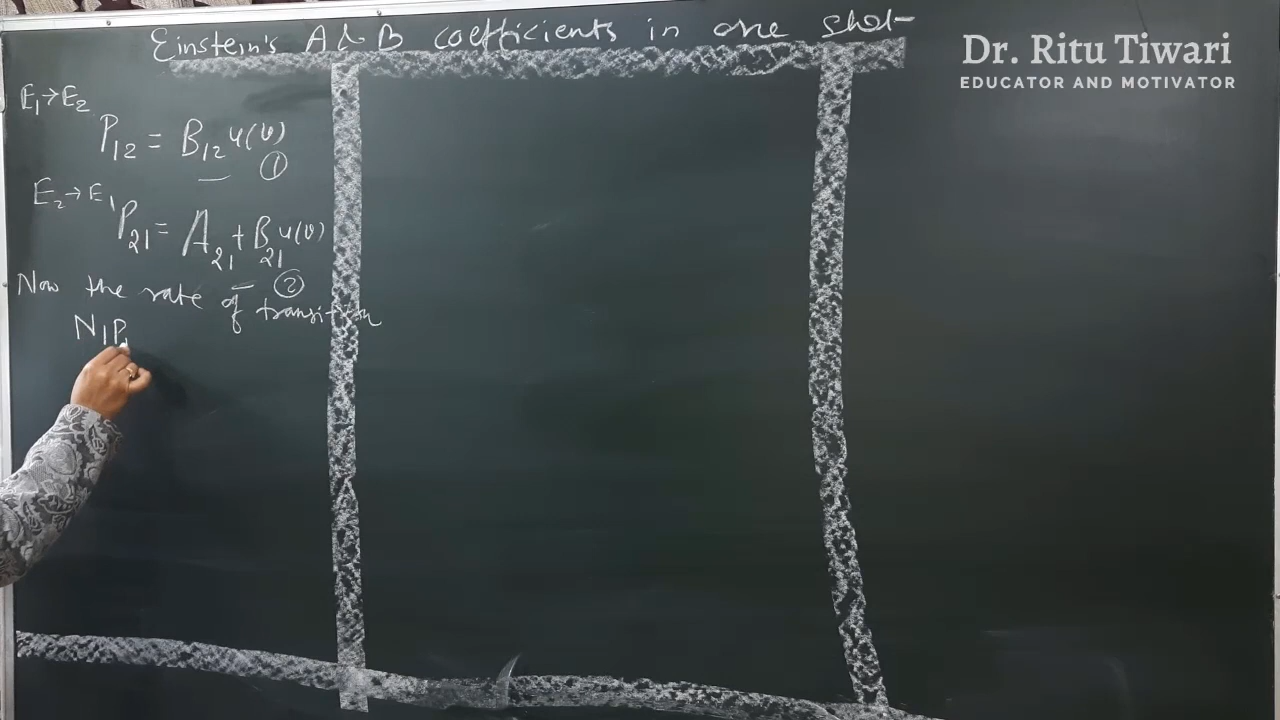 Einstein's A & B coefficients in one shot
Dr. Ritu Tiwari
EDUCATOR AND MOTIVATOR
E₁→E₂
P₁₂ = B₁₂ u(ν)
— ①
E₂→E₁
P₂₁ = A₂₁ + B₂₁ u(ν)
— ②
Now the rate of transition
N₁P₁